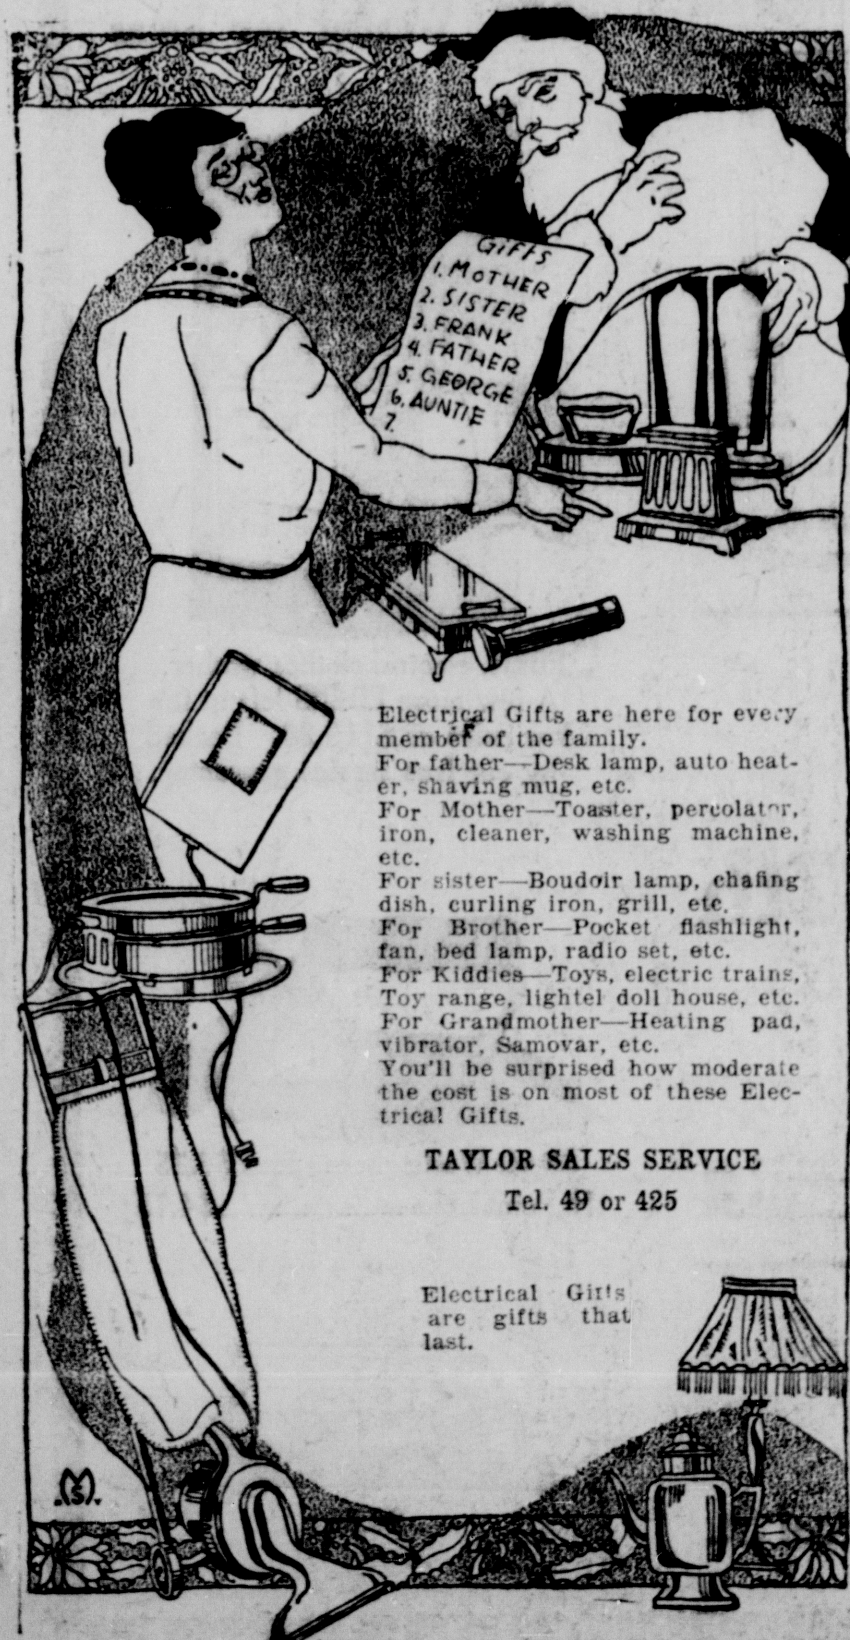 GIFTS
1. MOTHER
2. SISTER
3. FRANK
4. FATHER
5. GEORGE
6. AUNTIE
7.
Electrical Gifts are here for every
member of the family.
For father—Desk lamp, auto heat-
er, shaving mug, etc.
For Mother—Toaster, percolator,
iron, cleaner, washing machine,
etc.
For sister—Boudoir lamp, chafing
dish, curling iron, grill, etc.
For Brother—Pocket flashlight,
fan, bed lamp, radio set, etc.
For Kiddies—Toys, electric trains,
Toy range, lightel doll house, etc.
For Grandmother—Heating pad,
vibrator, Samovar, etc.
You'll be surprised how moderate
the cost is on most of these Elec-
trical Gifts.
TAYLOR SALES SERVICE
Tel. 49 or 425
Electrical Gifts
are gifts that
last.